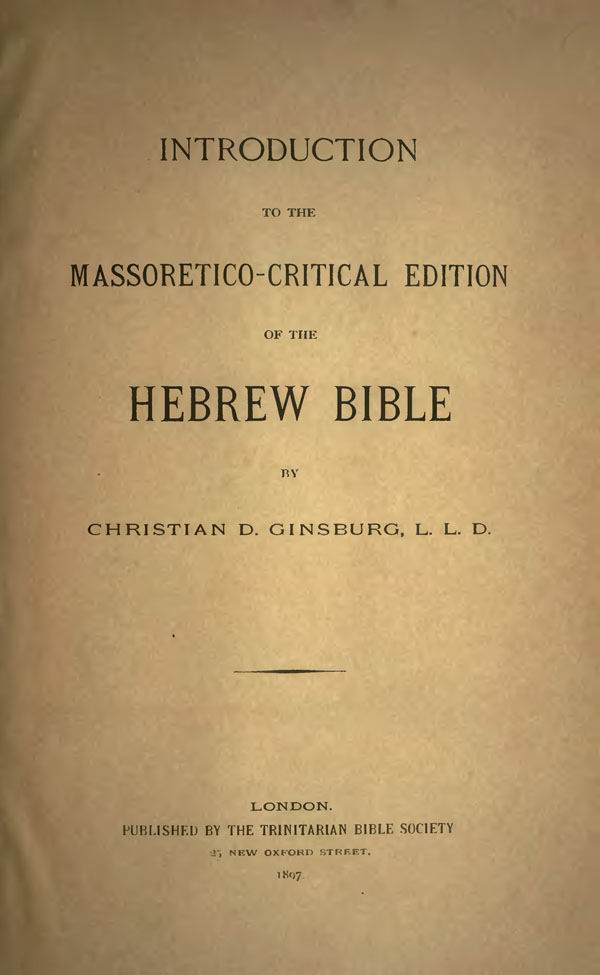 INTRODUCTION
TO THE
MASSORETICO-CRITICAL EDITION
OF THE
HEBREW BIBLE
BY
CHRISTIAN D. GINSBURG, L. L. D.
LONDON.
PUBLISHED BY THE TRINITARIAN BIBLE SOCIETY
NEW OXFORD STREET.
1897.